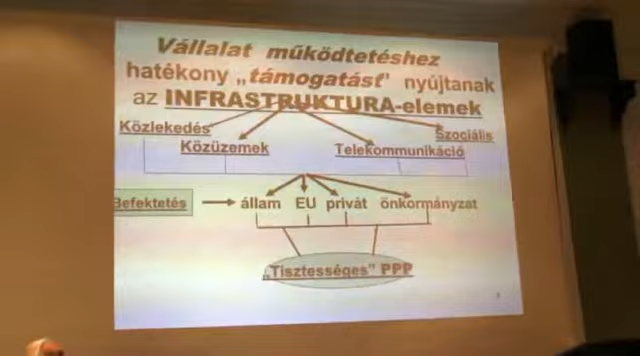 Vállalat működtetéshez
hatékony „támogatást" nyújtanak
az INFRASTRUKTURA-elemek
Közlekedés
Szociális
Közüzemek
Telekommunikáció
Befektetés
állam EU privát önkormányzat
„Tisztességes" PPP